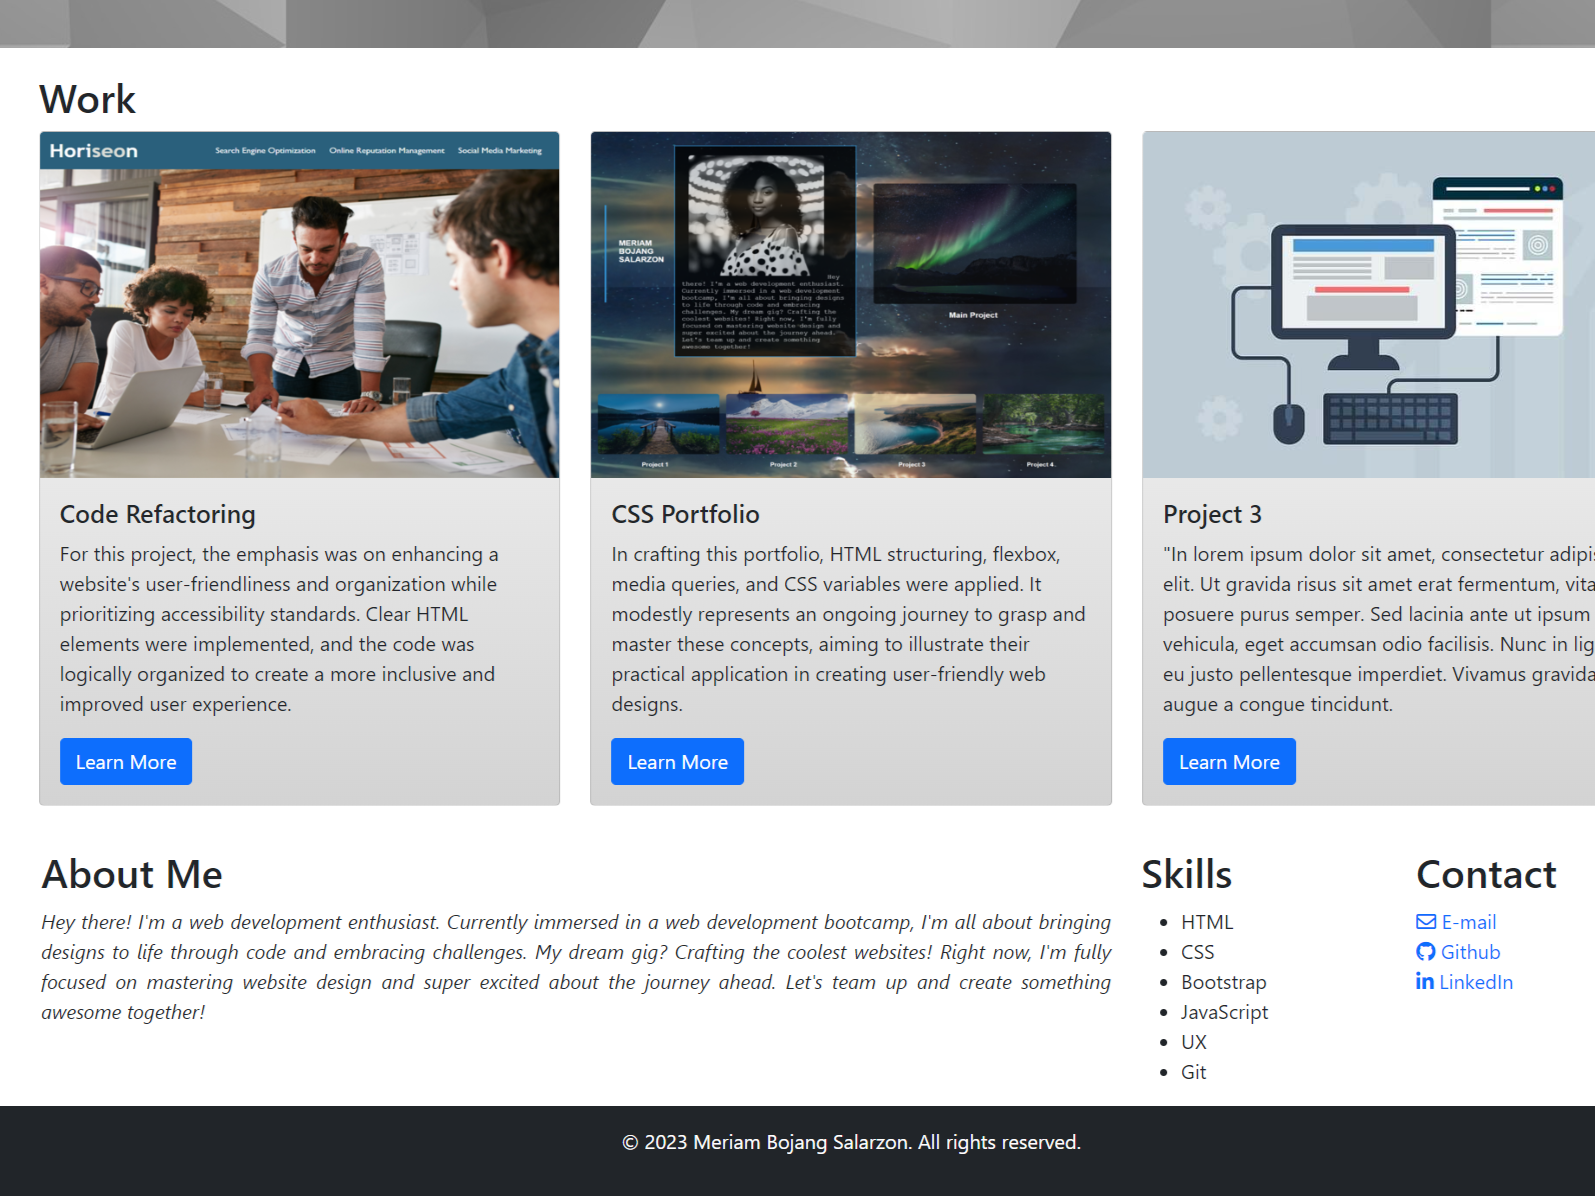 Work
Horiseon
Search Engine Optimization Online Reputation Management Social Media Marketing
MERIAM
BOJANG
SALARZON
Hey
there! I'm a web development enthusiast.
Currently immersed in a web development
bootcamp, I'm all about bringing designs
to life through code and embracing
challenges. My dream gig? Crafting the
coolest websites! Right now, I'm fully
focused on mastering website design and
super excited about the journey ahead.
Let's team up and create something
awesome together!
Main Project
Project 1
Project 2
Project 3
Project 4
Code Refactoring
For this project, the emphasis was on enhancing a
website's user-friendliness and organization while
prioritizing accessibility standards. Clear HTML
elements were implemented, and the code was
logically organized to create a more inclusive and
improved user experience.
Learn More
CSS Portfolio
In crafting this portfolio, HTML structuring, flexbox,
media queries, and CSS variables were applied. It
modestly represents an ongoing journey to grasp and
master these concepts, aiming to illustrate their
practical application in creating user-friendly web
designs.
Learn More
Project 3
"In lorem ipsum dolor sit amet, consectetur adipis
elit. Ut gravida risus sit amet erat fermentum, vita
posuere purus semper. Sed lacinia ante ut ipsum
vehicula, eget accumsan odio facilisis. Nunc in lig
eu justo pellentesque imperdiet. Vivamus gravida
augue a congue tincidunt.
Learn More
About Me
Hey there! I'm a web development enthusiast. Currently immersed in a web development bootcamp, I'm all about bringing
designs to life through code and embracing challenges. My dream gig? Crafting the coolest websites! Right now, I'm fully
focused on mastering website design and super excited about the journey ahead. Let's team up and create something
awesome together!
Skills
HTML
CSS
Bootstrap
JavaScript
UX
Git
Contact
E-mail
Github
LinkedIn
© 2023 Meriam Bojang Salarzon. All rights reserved.